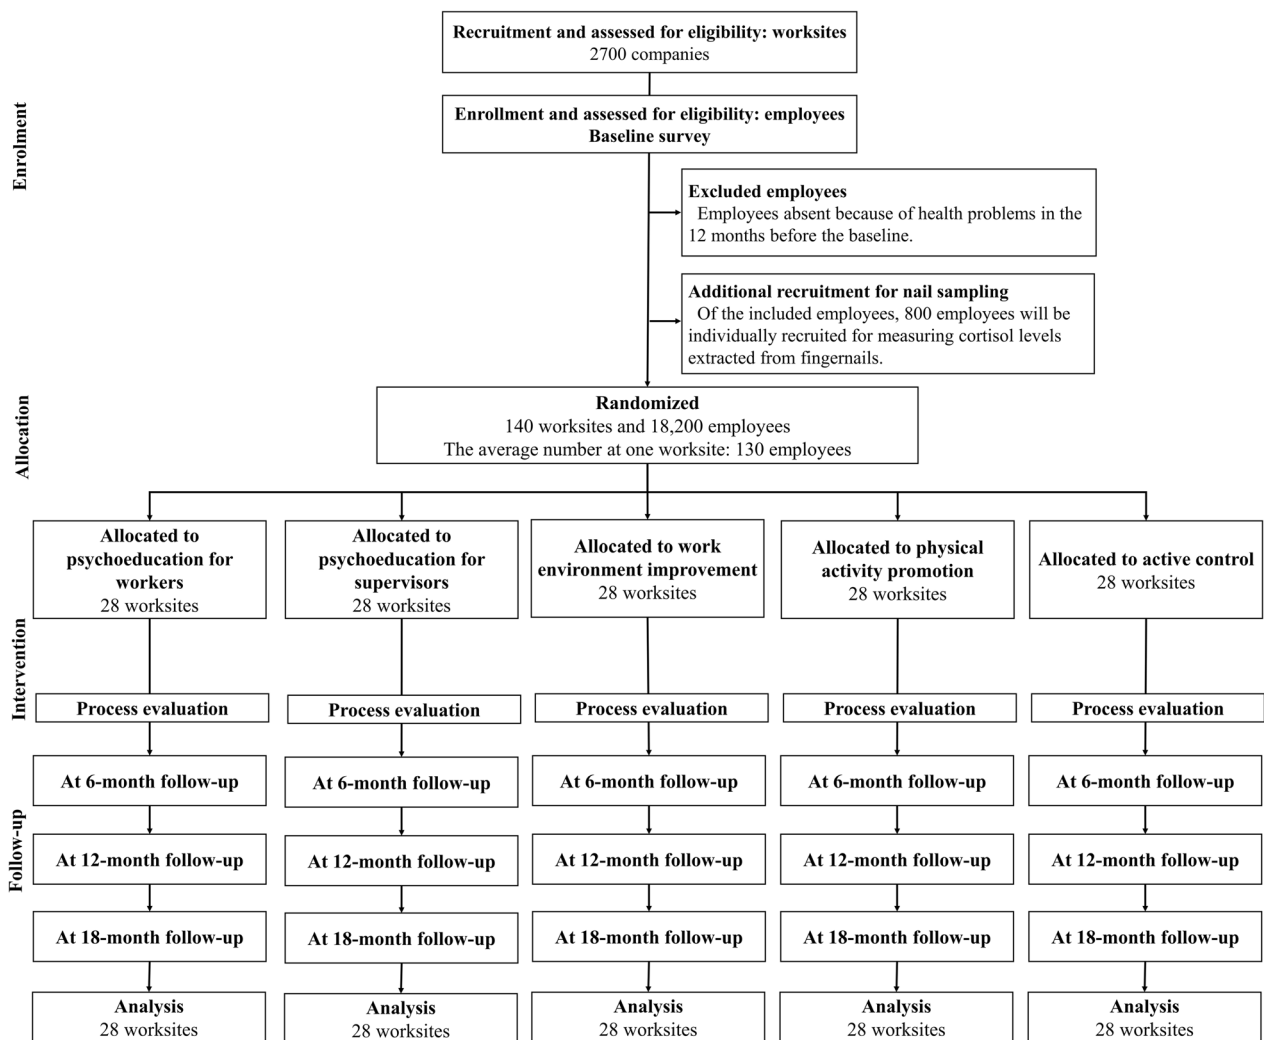 Recruitment and assessed for eligibility: worksites
2700 companies
Enrolment
Enrollment and assessed for eligibility: employees
Baseline survey
Excluded employees
Employees absent because of health problems in the
12 months before the baseline.
Additional recruitment for nail sampling
Of the included employees, 800 employees will be
individually recruited for measuring cortisol levels
extracted from fingernails.
Allocation
Randomized
140 worksites and 18,200 employees
The average number at one worksite: 130 employees
Allocated to
psychoeducation for
workers
28 worksites
Allocated to
psychoeducation for
supervisors
28 worksites
Allocated to work
environment improvement
28 worksites
Allocated to physical
activity promotion
28 worksites
Allocated to active control
28 worksites
Intervention
Process evaluation
Process evaluation
Process evaluation
Process evaluation
Process evaluation
Follow-up
At 6-month follow-up
At 6-month follow-up
At 6-month follow-up
At 6-month follow-up
At 6-month follow-up
At 12-month follow-up
At 12-month follow-up
At 12-month follow-up
At 12-month follow-up
At 12-month follow-up
At 18-month follow-up
At 18-month follow-up
At 18-month follow-up
At 18-month follow-up
At 18-month follow-up
Analysis
28 worksites
Analysis
28 worksites
Analysis
28 worksites
Analysis
28 worksites
Analysis
28 worksites